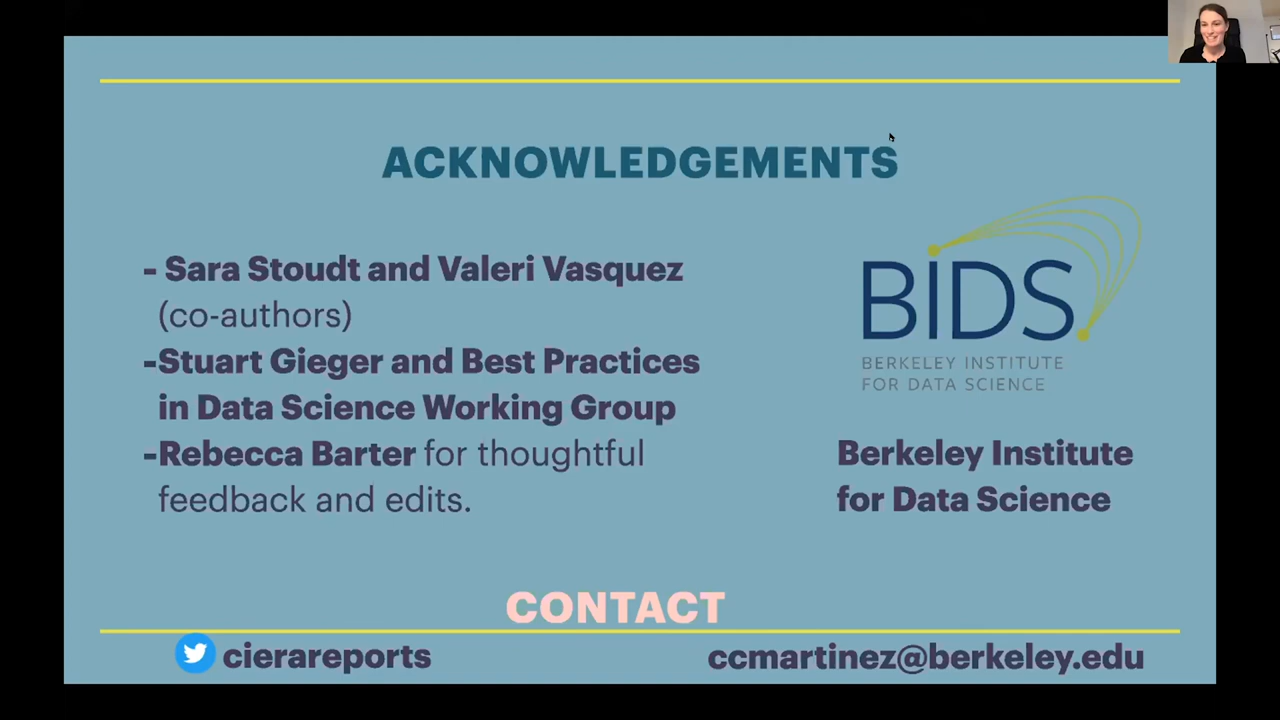 ACKNOWLEDGEMENTS
- Sara Stoudt and Valeri Vasquez
(co-authors)
-Stuart Gieger and Best Practices
in Data Science Working Group
-Rebecca Barter for thoughtful
feedback and edits.
BIDS
BERKELEY INSTITUTE
FOR DATA SCIENCE
Berkeley Institute
for Data Science
CONTACT
cierareports
ccmartinez@berkeley.edu